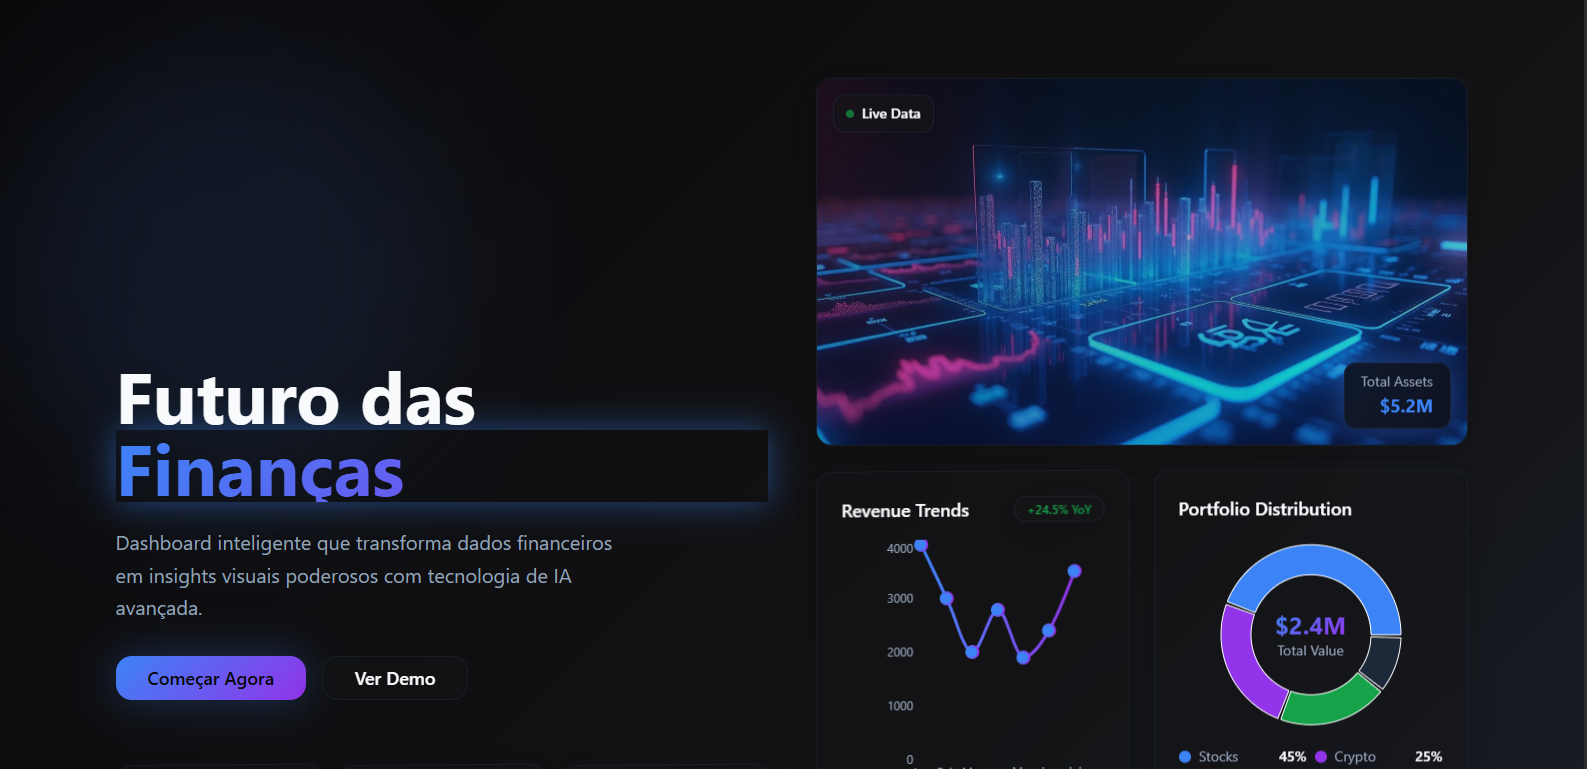 Futuro das
Finanças
Dashboard inteligente que transforma dados financeiros
em insights visuais poderosos com tecnologia de IA
avançada.
Começar Agora
Ver Demo
Live Data
Total Assets
$5.2M
Revenue Trends
+24.5% YoY
4000
3000
2000
1000
0
Portfolio Distribution
$2.4M
Total Value
Stocks 45%
Crypto 25%